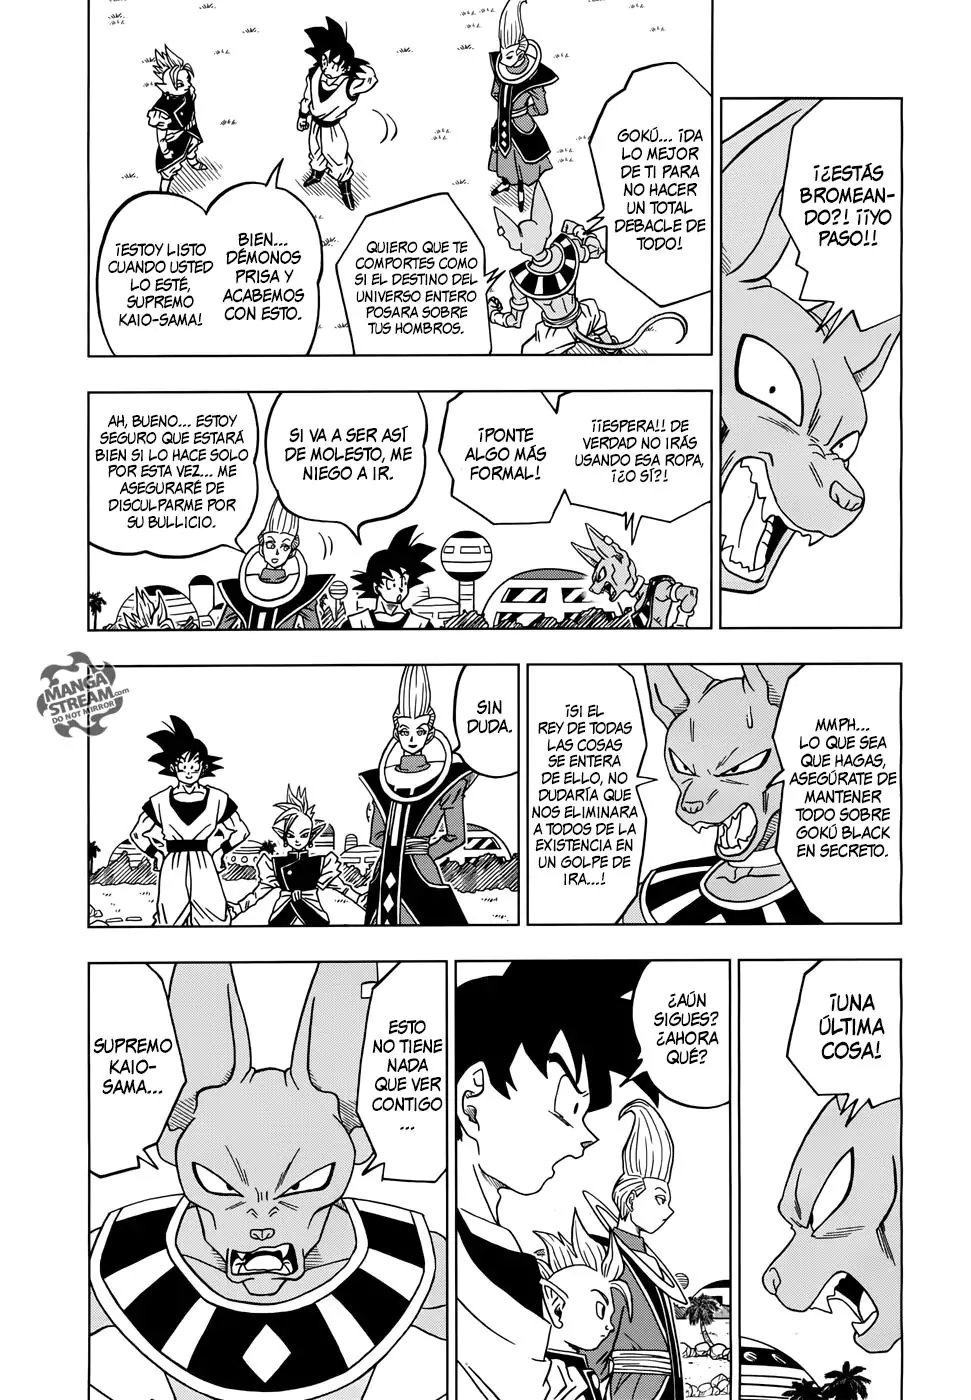 ¡¿ESTÁS
BROMEAN-
DO?! ¡¡YO
PASO!!
GOKÚ... ¡DA
LO MEJOR
DE TI PARA
NO HACER
UN TOTAL
DEBACLE DE
TODO!
QUIERO QUE TE
COMPORTES COMO
SI EL DESTINO DEL
UNIVERSO ENTERO
POSARA SOBRE
TUS HOMBROS.
BIEN...
DÉMONOS
PRISA Y
ACABEMOS
CON ESTO.
¡ESTOY LISTO
CUANDO USTED
LO ESTÉ,
SUPREMO
KAIO-SAMA!
¡¡ESPERA!! DE
VERDAD NO IRÁS
USANDO ESA ROPA,
¡¿O SÍ?!
¡PONTE
ALGO MÁS
FORMAL!
SI VA A SER ASÍ
DE MOLESTO, ME
NIEGO A IR.
AH, BUENO... ESTOY
SEGURO QUE ESTARÁ
BIEN SI LO HACE SOLO
POR ESTA VEZ... ME
ASEGURARÉ DE
DISCULPARME POR
SU BULLICIO.
MMPH...
LO QUE SEA
QUE HAGAS,
ASEGÚRATE DE
MANTENER
TODO SOBRE
GOKÚ BLACK
EN SECRETO.
¡SI EL
REY DE TODAS
LAS COSAS
SE ENTERA
DE ELLO, NO
DUDARÍA QUE
NOS ELIMINARA
A TODOS DE LA
EXISTENCIA EN
UN GOLPE DE
IRA...!
SIN
DUDA.
MANGA
STREAM.com
DO NOT MIRROR
¡UNA
ÚLTIMA
COSA!
¿AÚN
SIGUES?
¿AHORA
QUÉ?
ESTO
NO TIENE
NADA
QUE VER
CONTIGO
...
SUPREMO
KAIO-
SAMA...